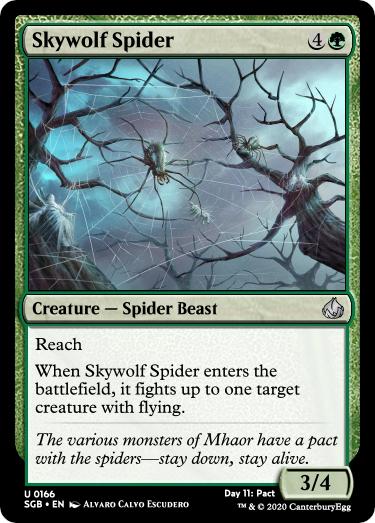 Skywolf Spider 4
Creature — Spider Beast
Reach
When Skywolf Spider enters the
battlefield, it fights up to one target
creature with flying.
The various monsters of Mhaor have a pact
with the spiders—stay down, stay alive.
3/4
U 0166
SGB • EN Alvaro Calvo Escudero
Day 11: Pact
™ & © 2020 CanterburyEgg